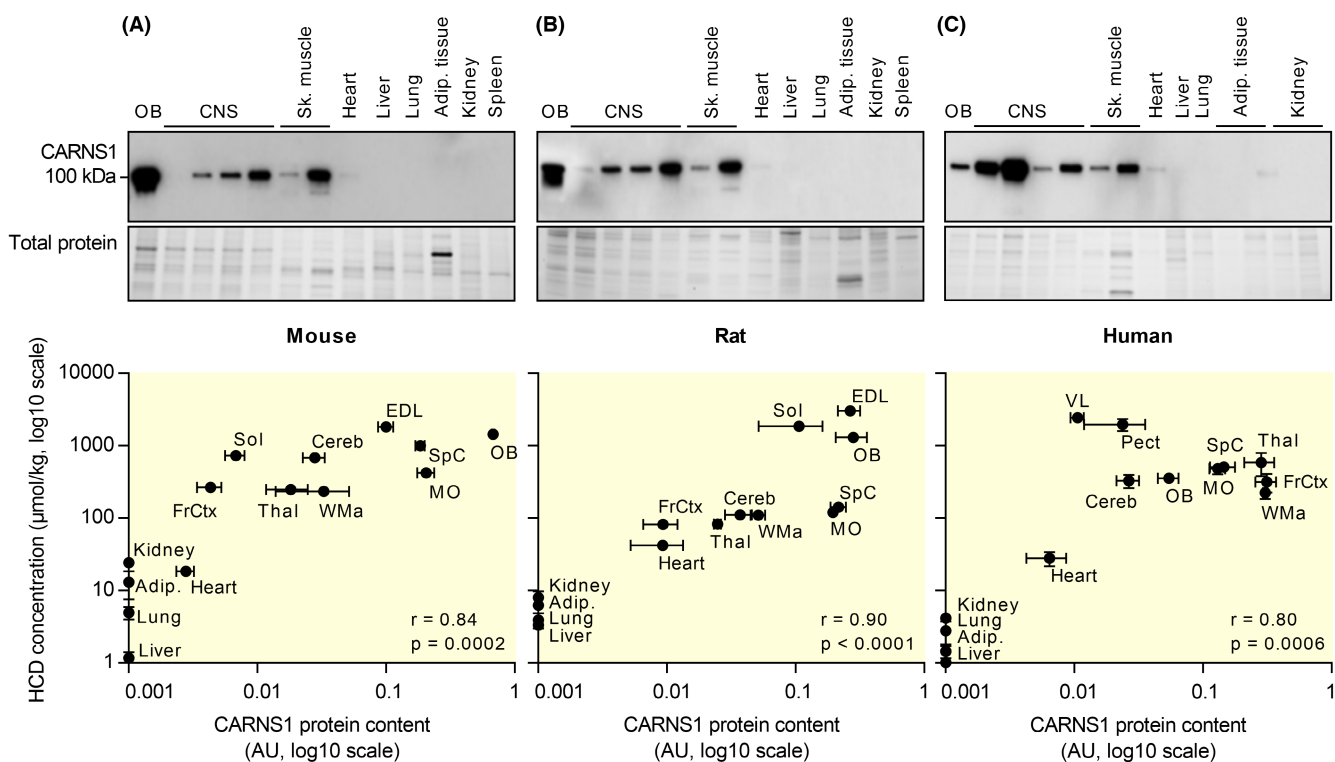 (A)
OB
CNS
Sk. muscle
Heart
Liver
Lung
Adip. tissue
Kidney
Spleen
(B)
OB
CNS
Sk. muscle
Heart
Liver
Lung
Adip. tissue
Kidney
Spleen
(C)
OB
CNS
Sk. muscle
Heart
Liver
Lung
Adip. tissue
Kidney
CARNS1
100 kDa
Total protein
HCD concentration (µmol/kg, log10 scale)
Mouse
10000
1000
100
10
1
EDL
Sol
Cereb
SpC
OB
MO
FrCtx
Thal
WMa
Kidney
Adip.
Heart
Lung
Liver
r = 0.84
p = 0.0002
0.001
0.01
0.1
1
CARNS1 protein content
(AU, log10 scale)
Rat
EDL
Sol
OB
SpC
FrCtx
Cereb
WMa
MO
Thal
Heart
Kidney
Adip.
Lung
Liver
r = 0.90
p < 0.0001
0.001
0.01
0.1
1
CARNS1 protein content
(AU, log10 scale)
Human
VL
Pect
SpC
Thal
Cereb
OB
MO
FrCtx
WMa
Heart
Kidney
Lung
Adip.
Liver
r = 0.80
p = 0.0006
0.001
0.01
0.1
1
CARNS1 protein content
(AU, log10 scale)